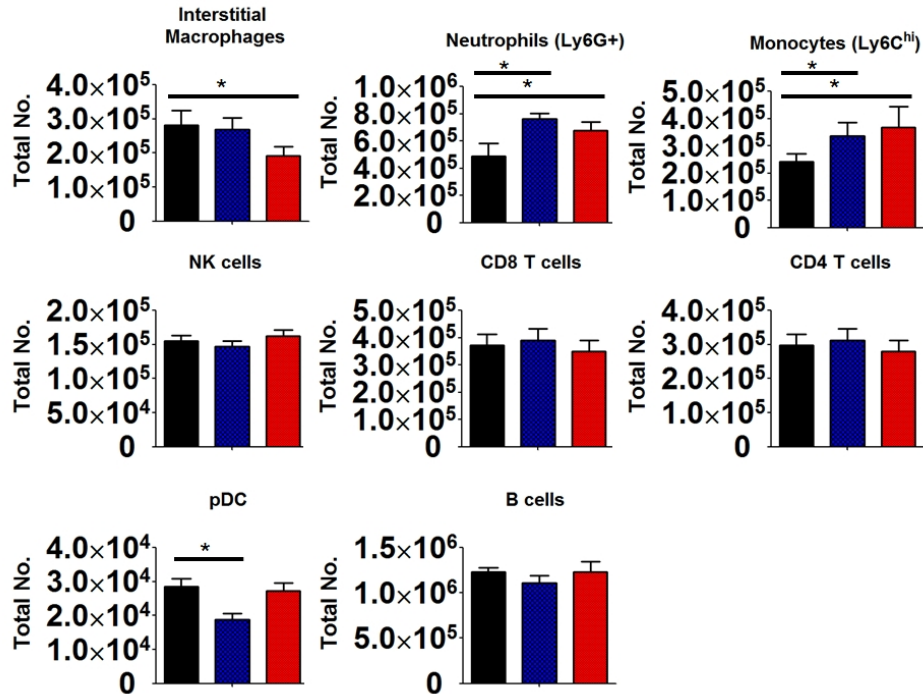 Interstitial
Macrophages
Total No.
4.0×10⁵
3.0×10⁵
2.0×10⁵
1.0×10⁵
0
*
Neutrophils (Ly6G+)
Total No.
1.0×10⁶
8.0×10⁵
6.0×10⁵
4.0×10⁵
2.0×10⁵
0
*
*
Monocytes (Ly6Cʰⁱ)
Total No.
5.0×10⁵
4.0×10⁵
3.0×10⁵
2.0×10⁵
1.0×10⁵
0
*
*
NK cells
Total No.
2.0×10⁵
1.5×10⁵
1.0×10⁵
5.0×10⁴
0
CD8 T cells
Total No.
5.0×10⁵
4.0×10⁵
3.0×10⁵
2.0×10⁵
1.0×10⁵
0
CD4 T cells
Total No.
4.0×10⁵
3.0×10⁵
2.0×10⁵
1.0×10⁵
0
pDC
Total No.
4.0×10⁴
3.0×10⁴
2.0×10⁴
1.0×10⁴
0
*
B cells
Total No.
1.5×10⁶
1.0×10⁶
5.0×10⁵
0